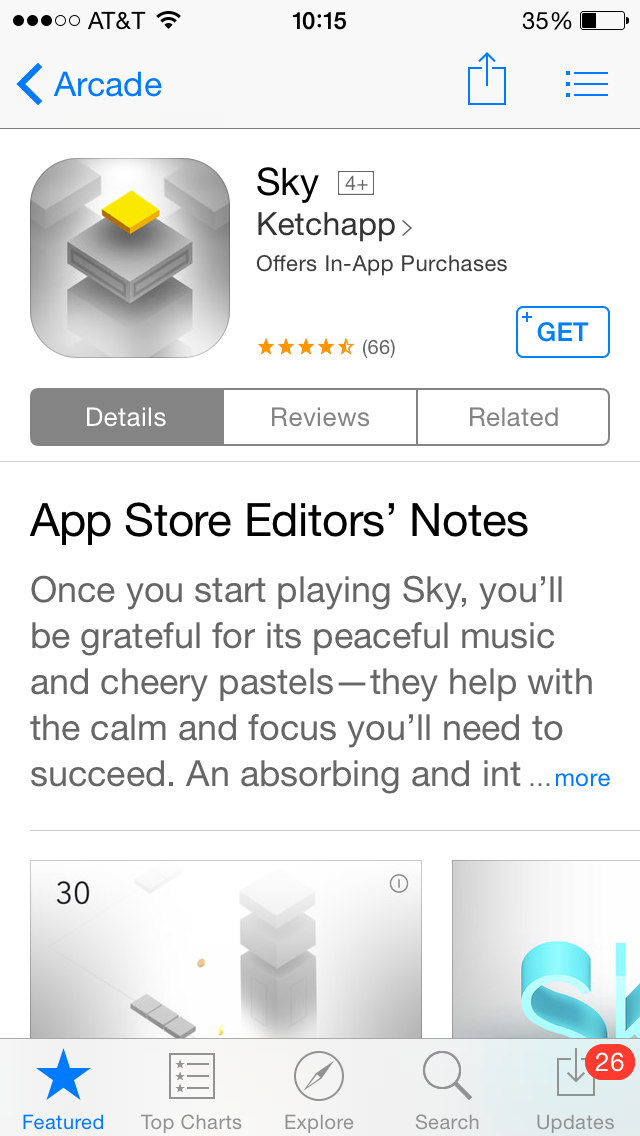 AT&T 10:15 35%
Arcade
Sky 4+
Ketchapp
Offers In-App Purchases
(66)
+ GET
Details Reviews Related
App Store Editors’ Notes
Once you start playing Sky, you’ll
be grateful for its peaceful music
and cheery pastels—they help with
the calm and focus you’ll need to
succeed. An absorbing and int ...more
30
Sk
26
Featured Top Charts Explore Search Updates